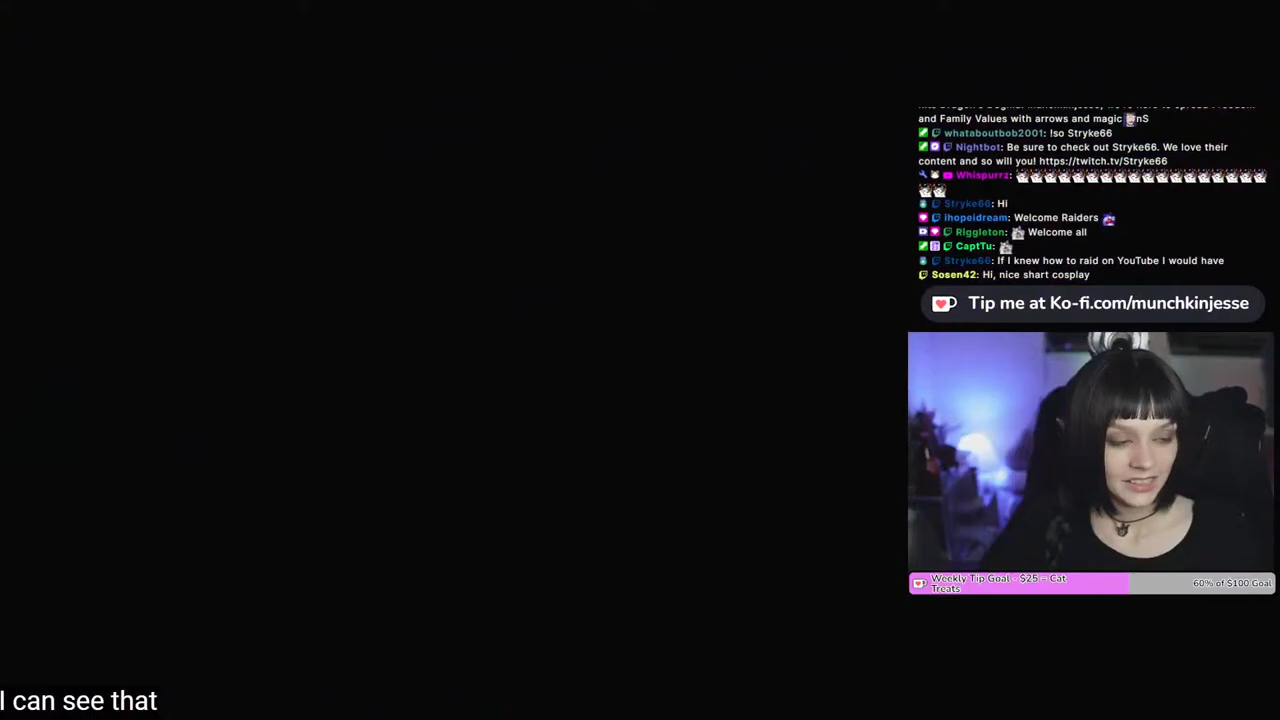 and Family Values with arrows and magic nS
whataboutbob2001: !so Stryke66
Nightbot: Be sure to check out Stryke66. We love their
content and so will you! https://twitch.tv/Stryke66
Whispurrz:
Stryke66: Hi
ihopeidream: Welcome Raiders
Riggleton: Welcome all
CaptTu:
Stryke66: If I knew how to raid on YouTube I would have
Sosen42: Hi, nice shart cosplay
Tip me at Ko-fi.com/munchkinjesse
Weekly Tip Goal - $25 = Cat
Treats
60% of $100 Goal
I can see that